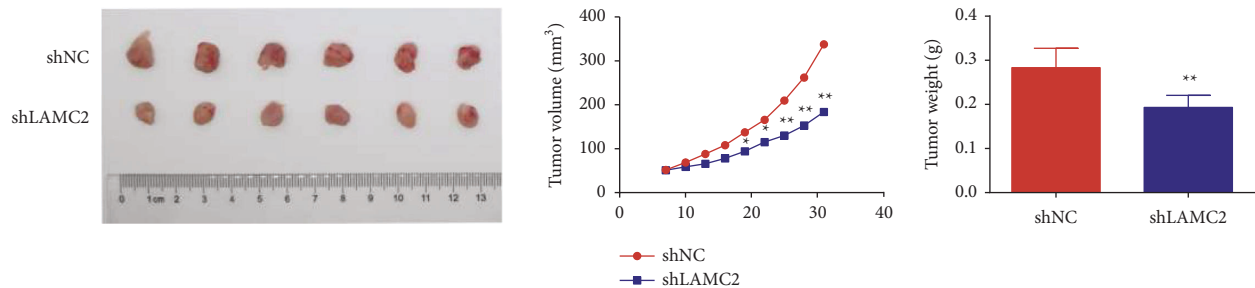 shNC
shLAMC2
0 1cm 2 3 4 5 6 7 8 9 10 11 12 13
Tumor volume (mm³)
400
300
200
100
0
* * ** ** **
0 10 20 30 40
shNC
shLAMC2
Tumor weight (g)
0.4
0.3
0.2
0.1
0.0
**
shNC shLAMC2